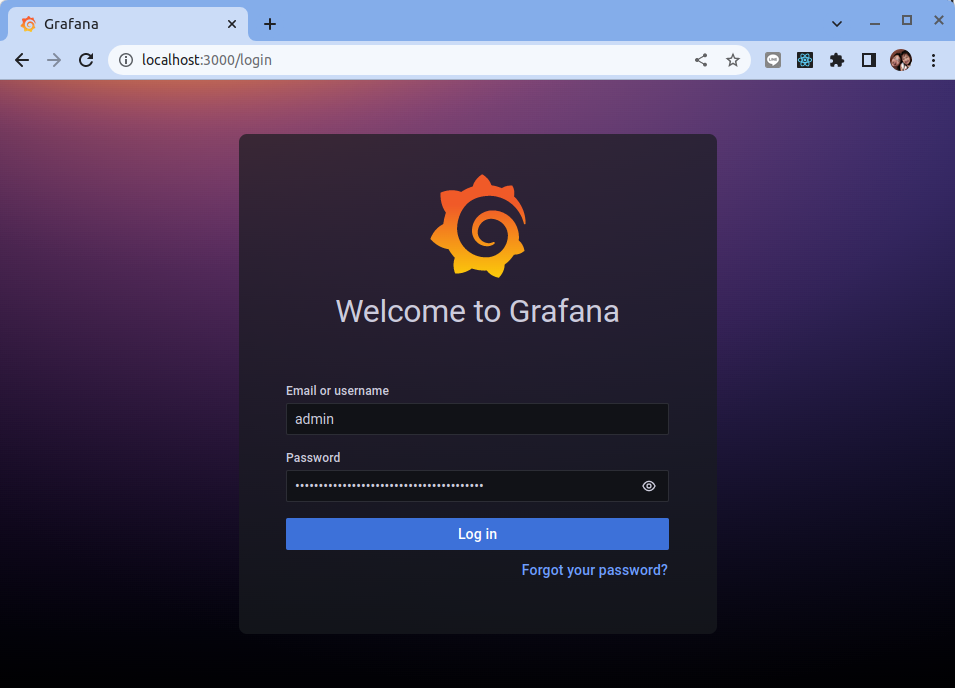 Grafana
localhost:3000/login
Welcome to Grafana
Email or username
admin
Password
••••••••••••••••••••••••••••••••••••••••
Log in
Forgot your password?